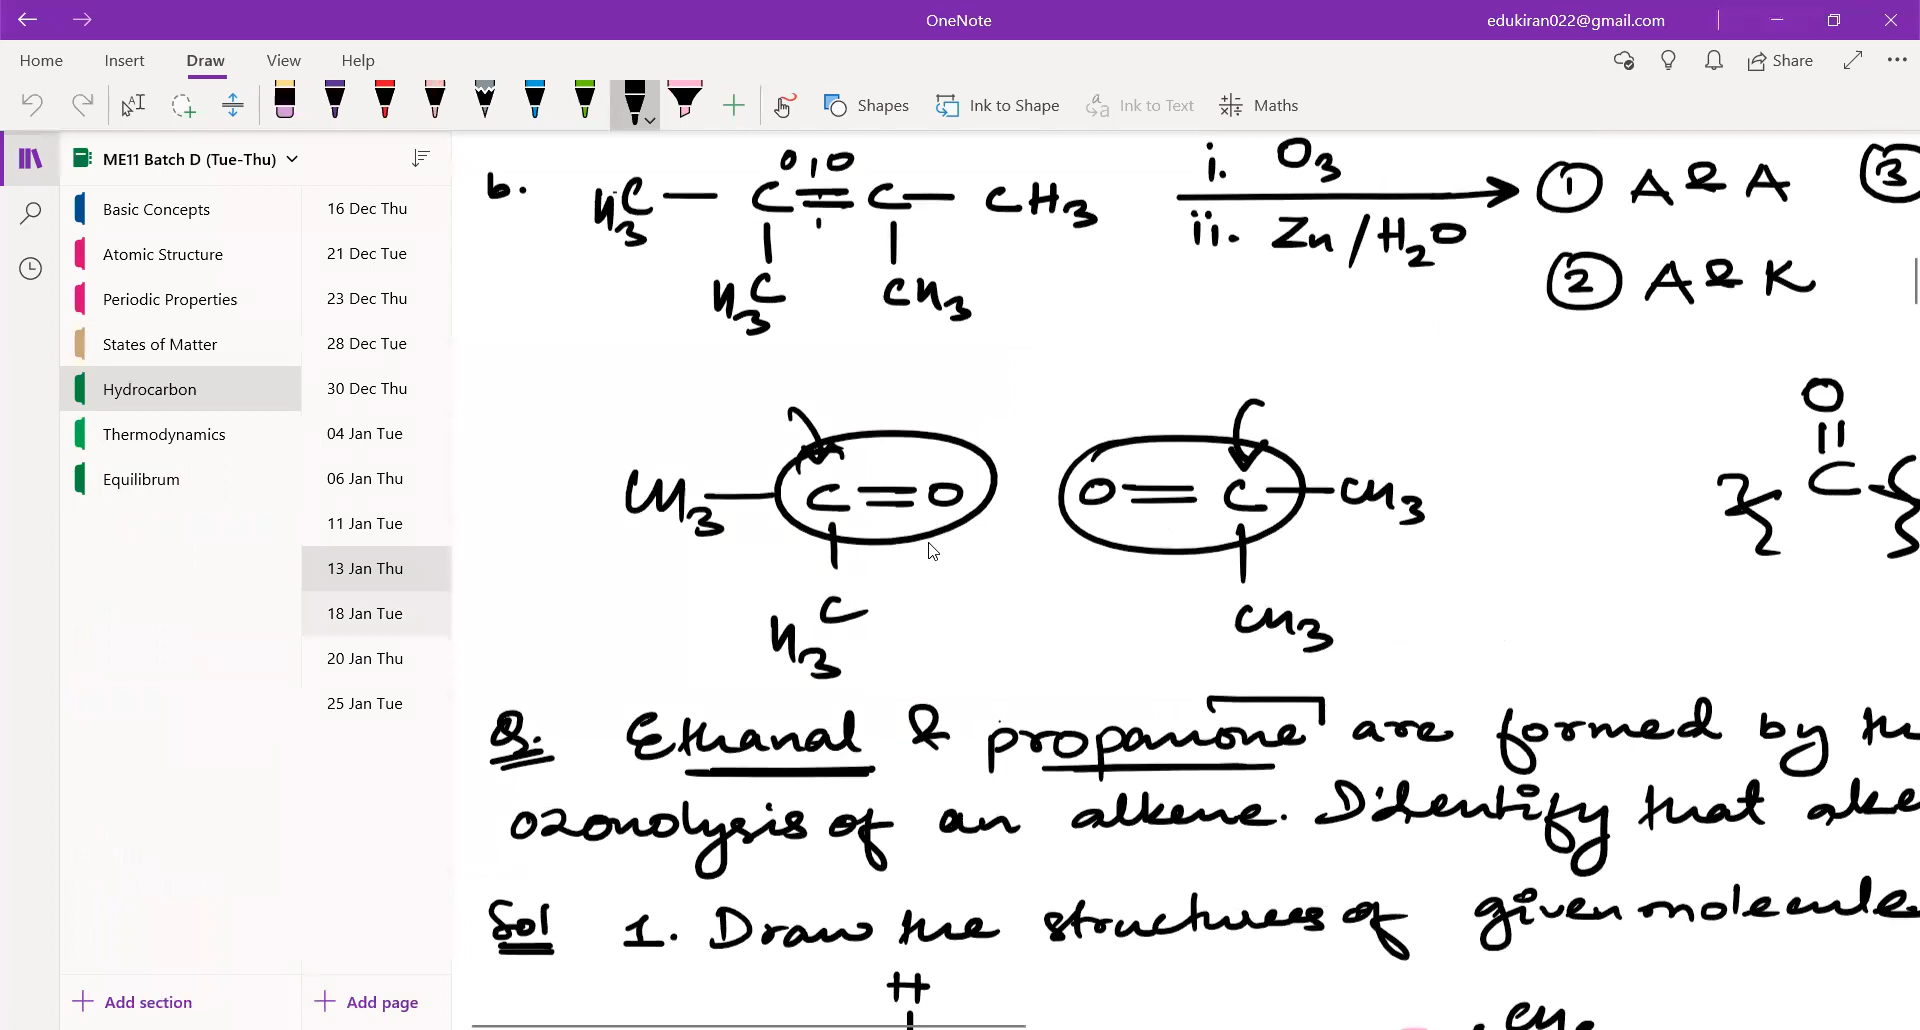 OneNote
edukiran022@gmail.com
Home Insert Draw View Help
Share
Shapes Ink to Shape Ink to Text Maths
ME11 Batch D (Tue-Thu)
Basic Concepts
Atomic Structure
Periodic Properties
States of Matter
Hydrocarbon
Thermodynamics
Equilibrum
16 Dec Thu
21 Dec Tue
23 Dec Thu
28 Dec Tue
30 Dec Thu
04 Jan Tue
06 Jan Thu
11 Jan Tue
13 Jan Thu
18 Jan Tue
20 Jan Thu
25 Jan Tue
Add section
Add page
O O
b. H3C — C = C — CH3 i. O3 ① A & A ③
ii. Zn/H2O
H3C CH3 ② A & K
O
CH3 — C = O O = C — CH3 C
H3C CH3
Q. Ethanal & propanone are formed by
ozonolysis of an alkene. Identify that
Sol 1. Draw the structures of given
H